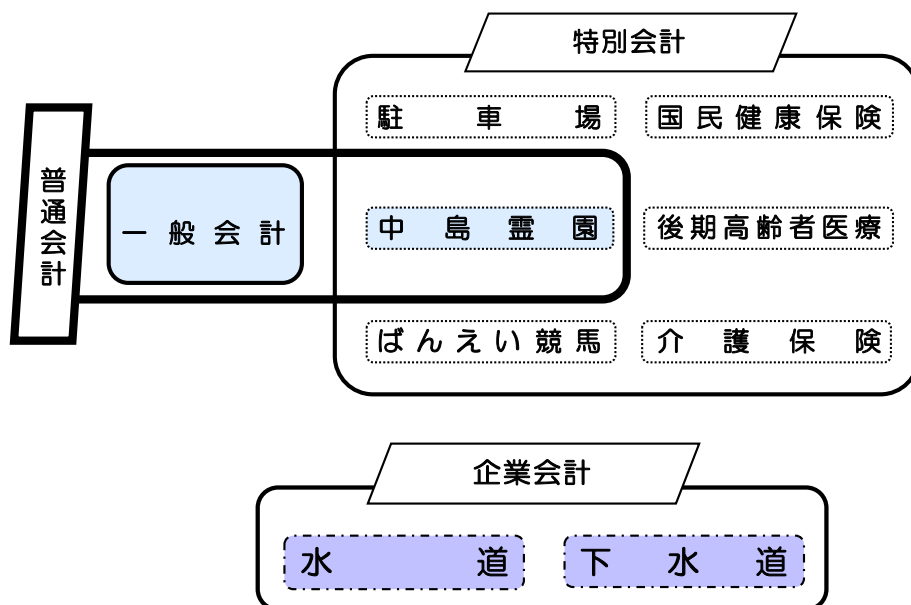 特別会計
駐車場
国民健康保険
普通会計
一般会計
中島霊園
後期高齢者医療
ばんえい競馬
介護保険
企業会計
水道
下水道